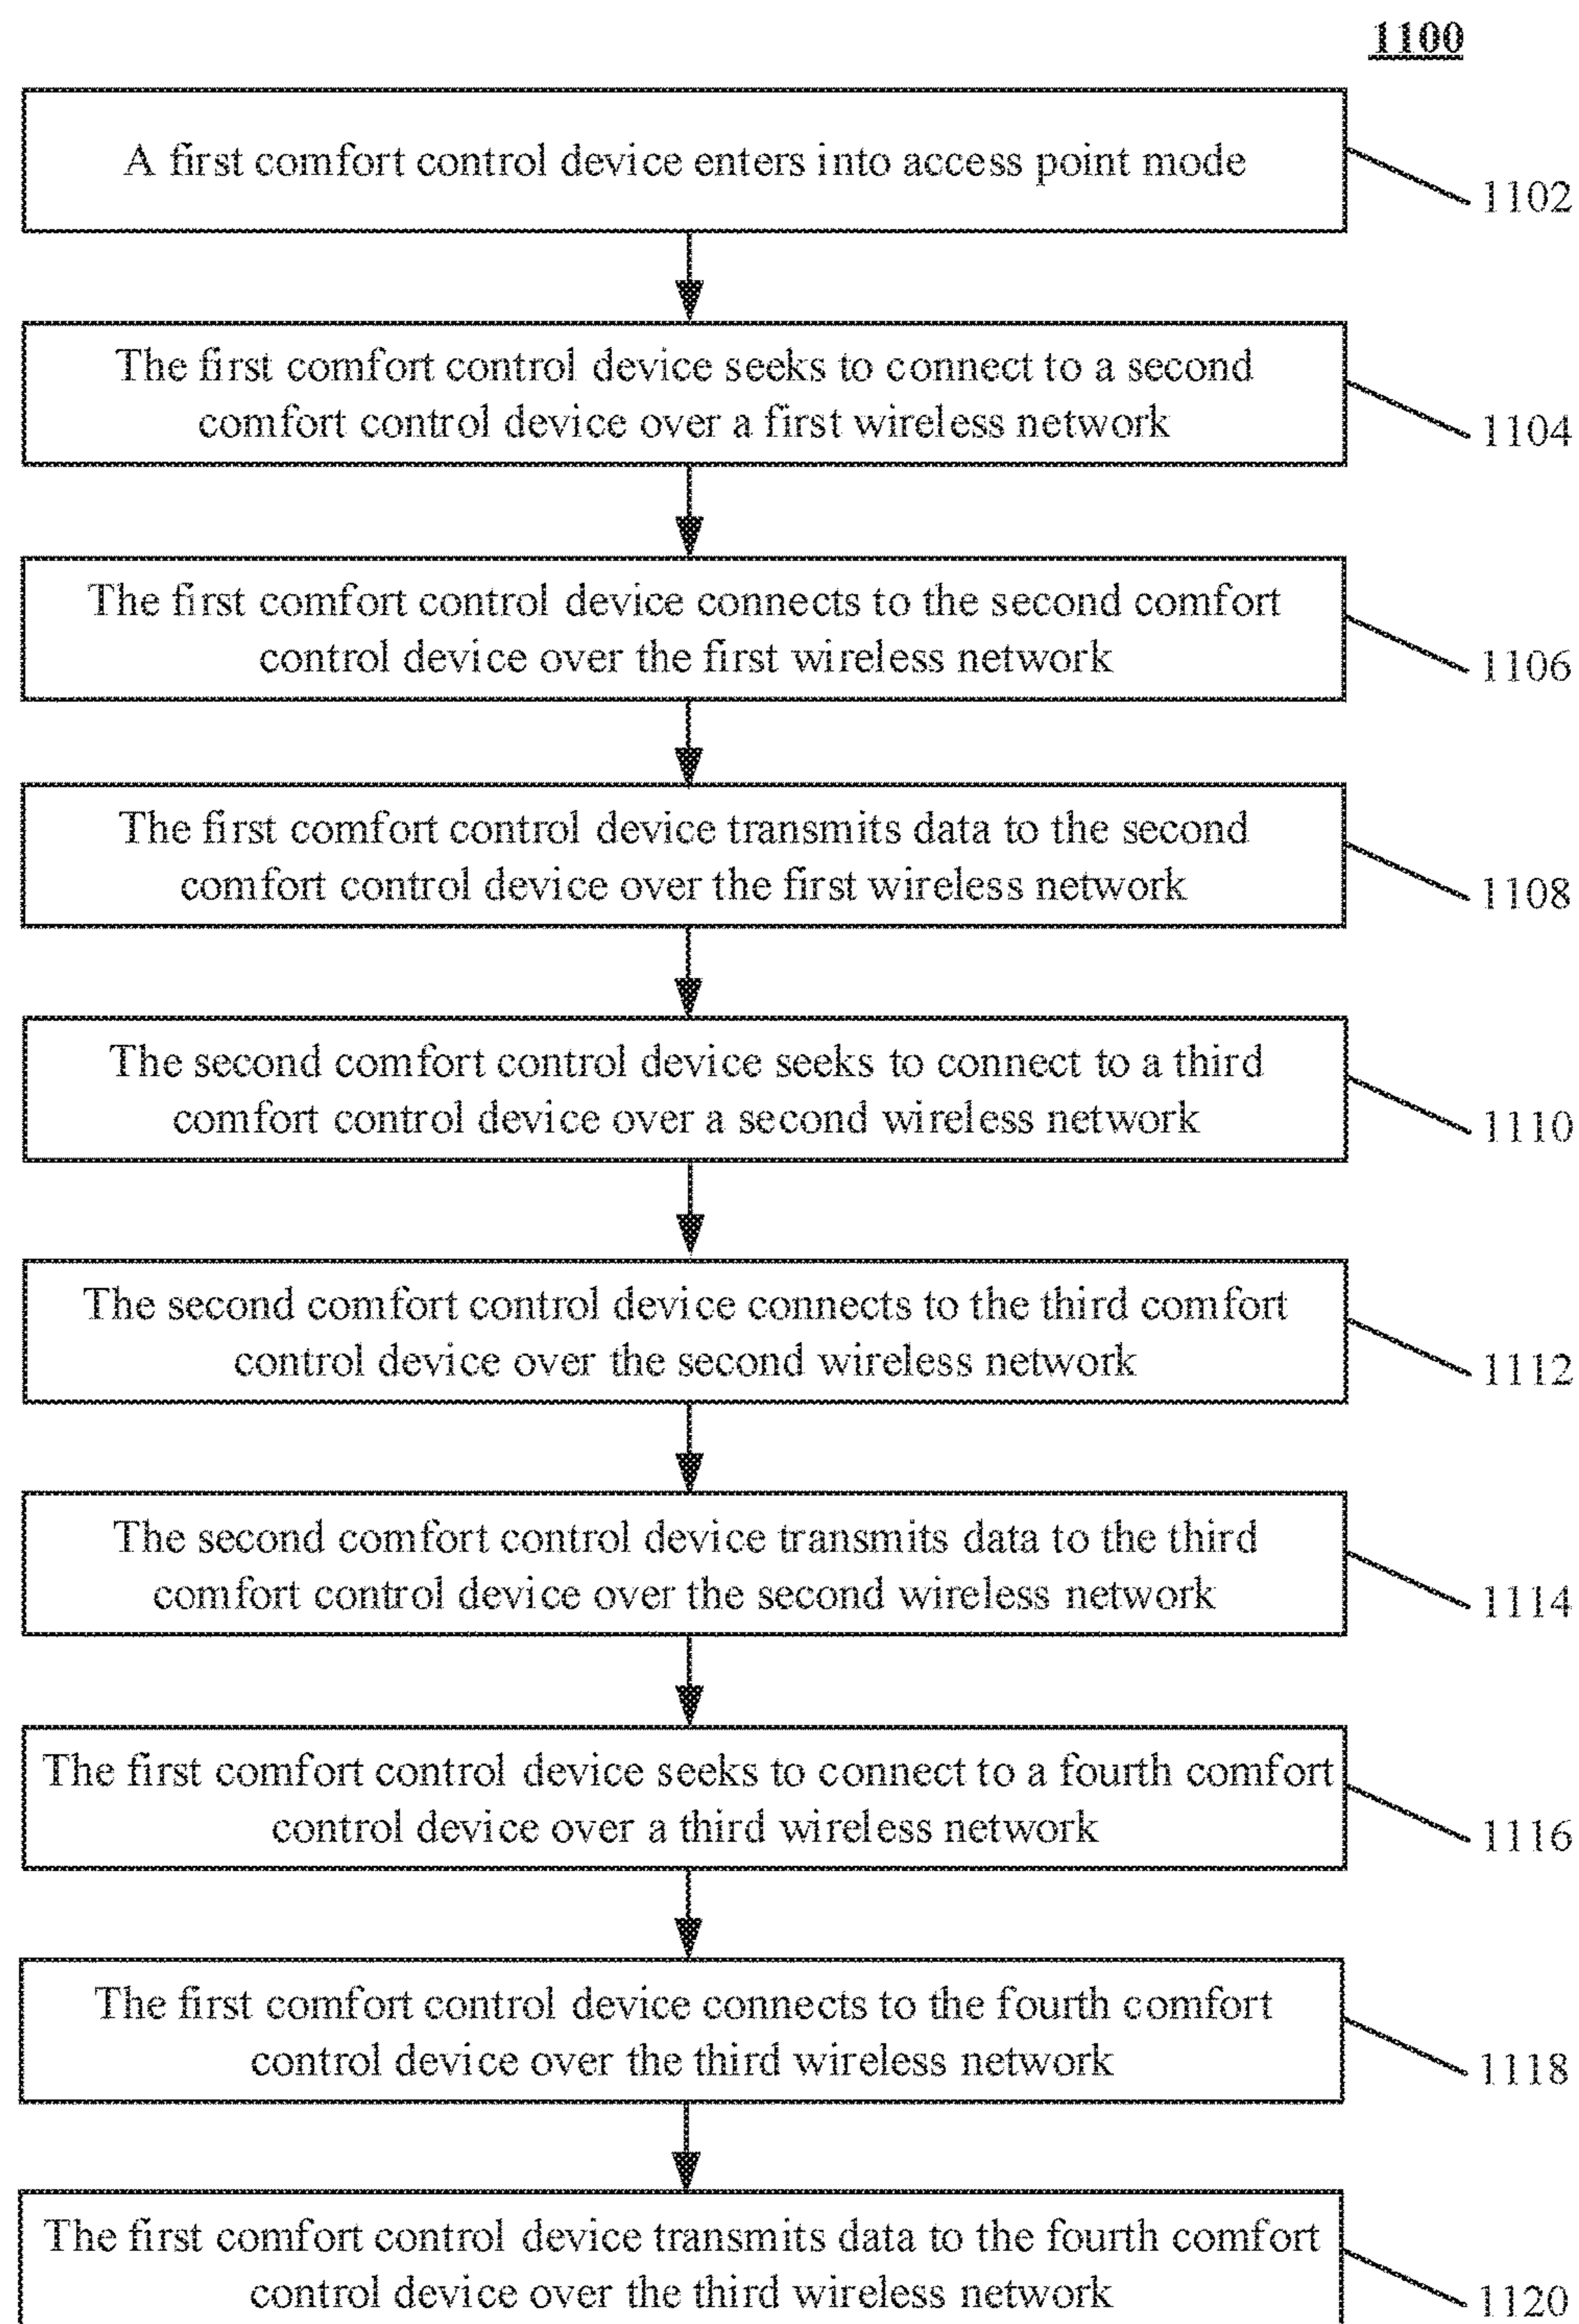 1100
A first comfort control device enters into access point mode
1102
The first comfort control device seeks to connect to a second
comfort control device over a first wireless network
1104
The first comfort control device connects to the second comfort
control device over the first wireless network
1106
The first comfort control device transmits data to the second
comfort control device over the first wireless network
1108
The second comfort control device seeks to connect to a third
comfort control device over a second wireless network
1110
The second comfort control device connects to the third comfort
control device over the second wireless network
1112
The second comfort control device transmits data to the third
comfort control device over the second wireless network
1114
The first comfort control device seeks to connect to a fourth comfort
control device over a third wireless network
1116
The first comfort control device connects to the fourth comfort
control device over the third wireless network
1118
The first comfort control device transmits data to the fourth comfort
control device over the third wireless network
1120